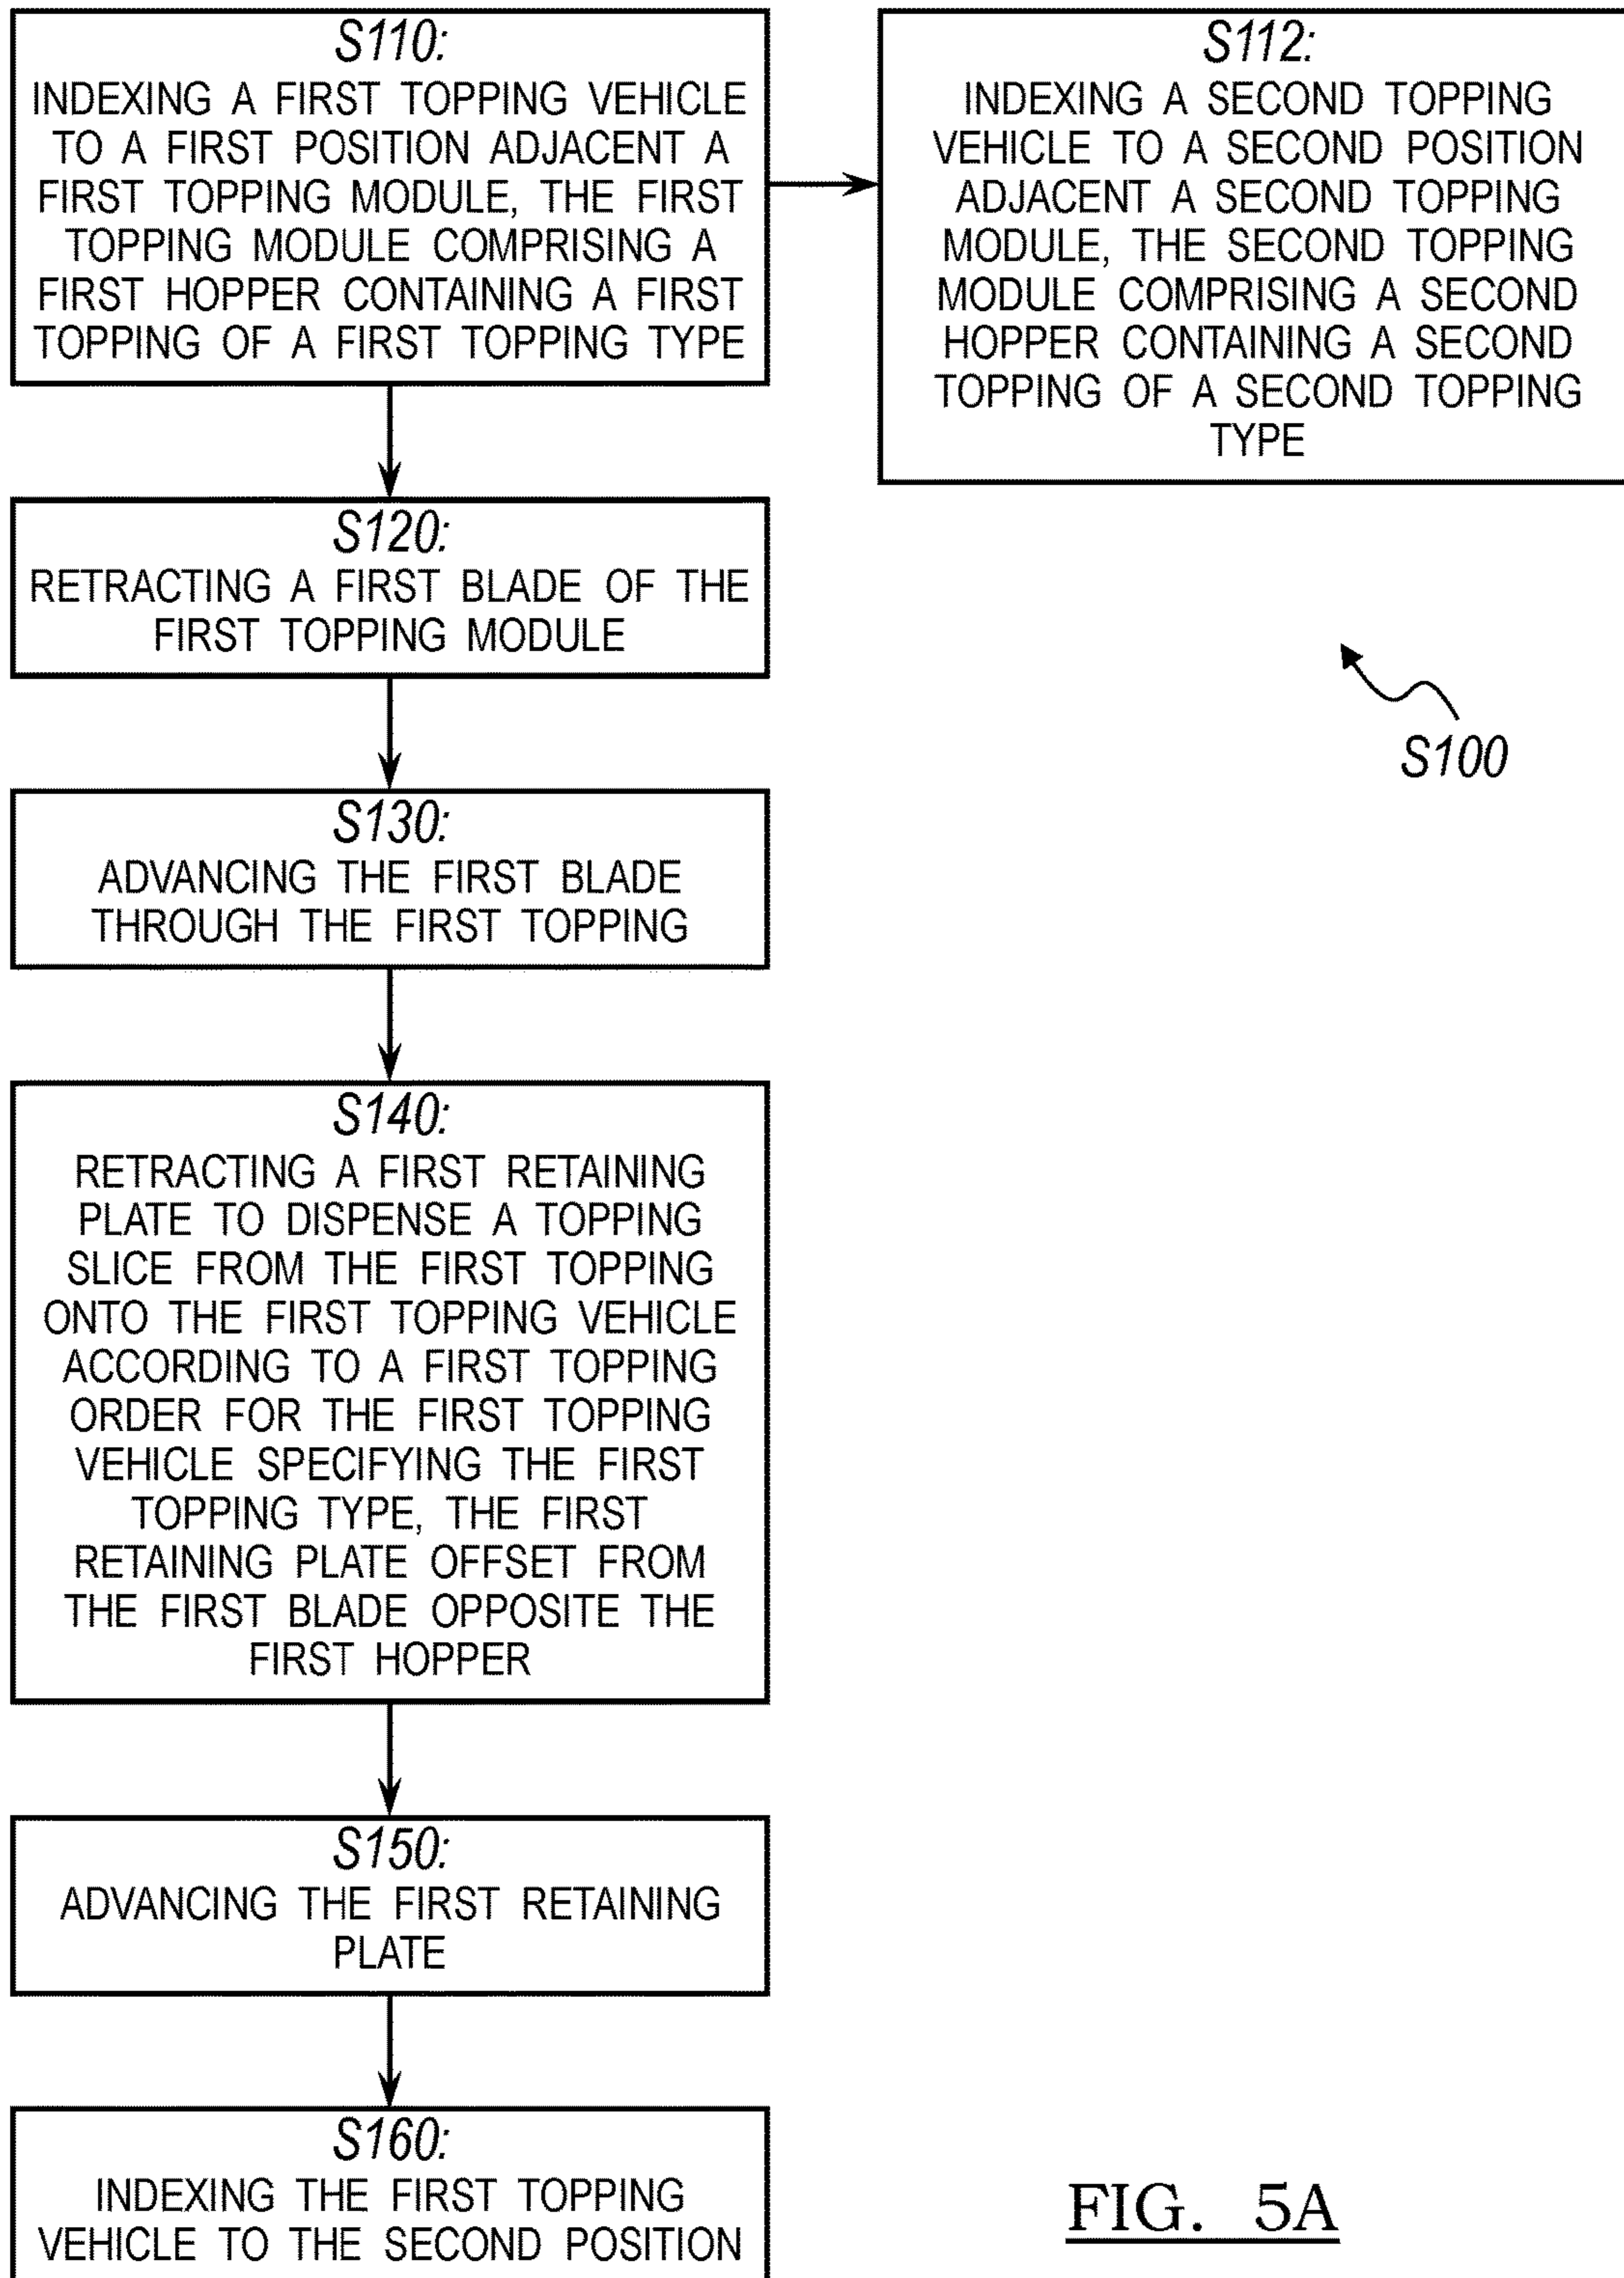 S110:
INDEXING A FIRST TOPPING VEHICLE
TO A FIRST POSITION ADJACENT A
FIRST TOPPING MODULE, THE FIRST
TOPPING MODULE COMPRISING A
FIRST HOPPER CONTAINING A FIRST
TOPPING OF A FIRST TOPPING TYPE
S112:
INDEXING A SECOND TOPPING
VEHICLE TO A SECOND POSITION
ADJACENT A SECOND TOPPING
MODULE, THE SECOND TOPPING
MODULE COMPRISING A SECOND
HOPPER CONTAINING A SECOND
TOPPING OF A SECOND TOPPING
TYPE
S120:
RETRACTING A FIRST BLADE OF THE
FIRST TOPPING MODULE
S100
S130:
ADVANCING THE FIRST BLADE
THROUGH THE FIRST TOPPING
S140:
RETRACTING A FIRST RETAINING
PLATE TO DISPENSE A TOPPING
SLICE FROM THE FIRST TOPPING
ONTO THE FIRST TOPPING VEHICLE
ACCORDING TO A FIRST TOPPING
ORDER FOR THE FIRST TOPPING
VEHICLE SPECIFYING THE FIRST
TOPPING TYPE, THE FIRST
RETAINING PLATE OFFSET FROM
THE FIRST BLADE OPPOSITE THE
FIRST HOPPER
S150:
ADVANCING THE FIRST RETAINING
PLATE
S160:
INDEXING THE FIRST TOPPING
VEHICLE TO THE SECOND POSITION
FIG. 5A